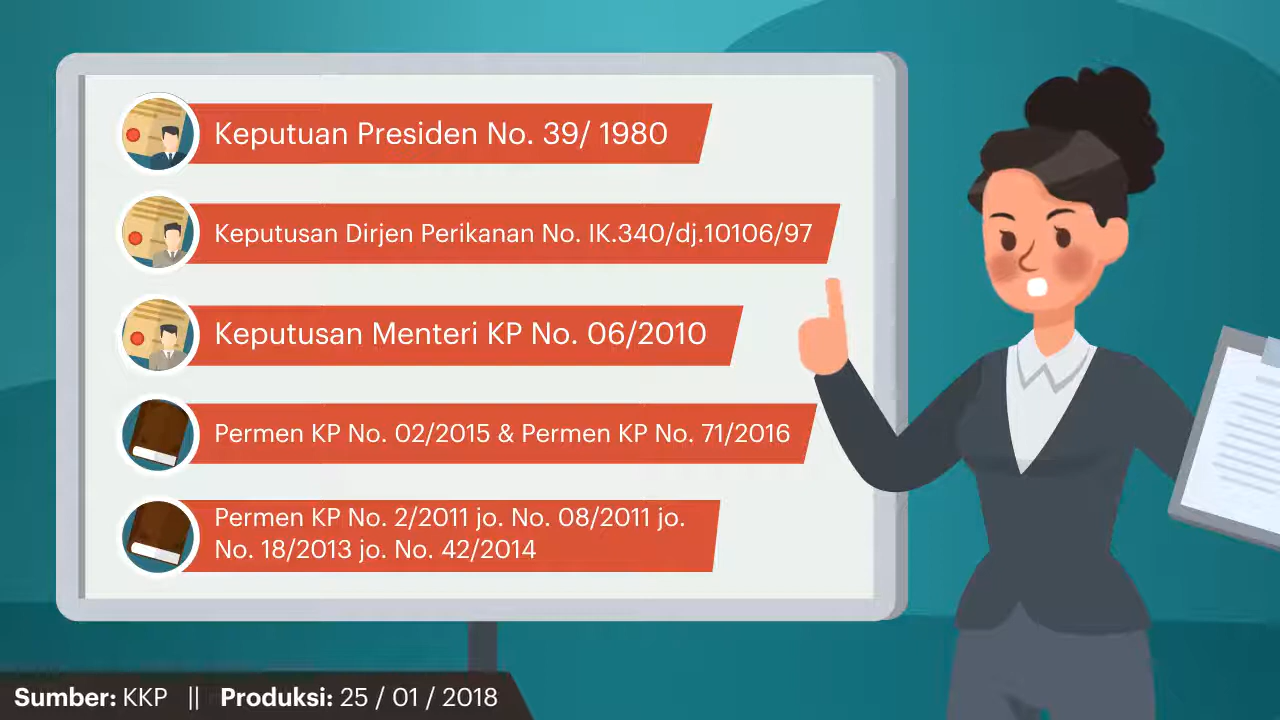 Keputuan Presiden No. 39/ 1980
Keputusan Dirjen Perikanan No. IK.340/dj.10106/97
Keputusan Menteri KP No. 06/2010
Permen KP No. 02/2015 & Permen KP No. 71/2016
Permen KP No. 2/2011 jo. No. 08/2011 jo.
No. 18/2013 jo. No. 42/2014
Sumber: KKP || Produksi: 25 / 01 / 2018